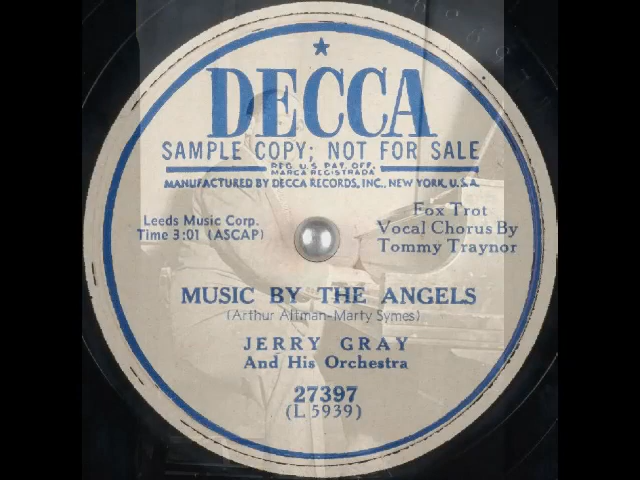 DECCA
SAMPLE COPY; NOT FOR SALE
REG. U.S. PAT. OFF.
MARCA REGISTRADA
MANUFACTURED BY DECCA RECORDS, INC., NEW YORK, U.S.A.
Leeds Music Corp.
Time 3:01 (ASCAP)
Fox Trot
Vocal Chorus By
Tommy Traynor
MUSIC BY THE ANGELS
(Arthur Altman-Marty Symes)
JERRY GRAY
And His Orchestra
27397
(L 5939)